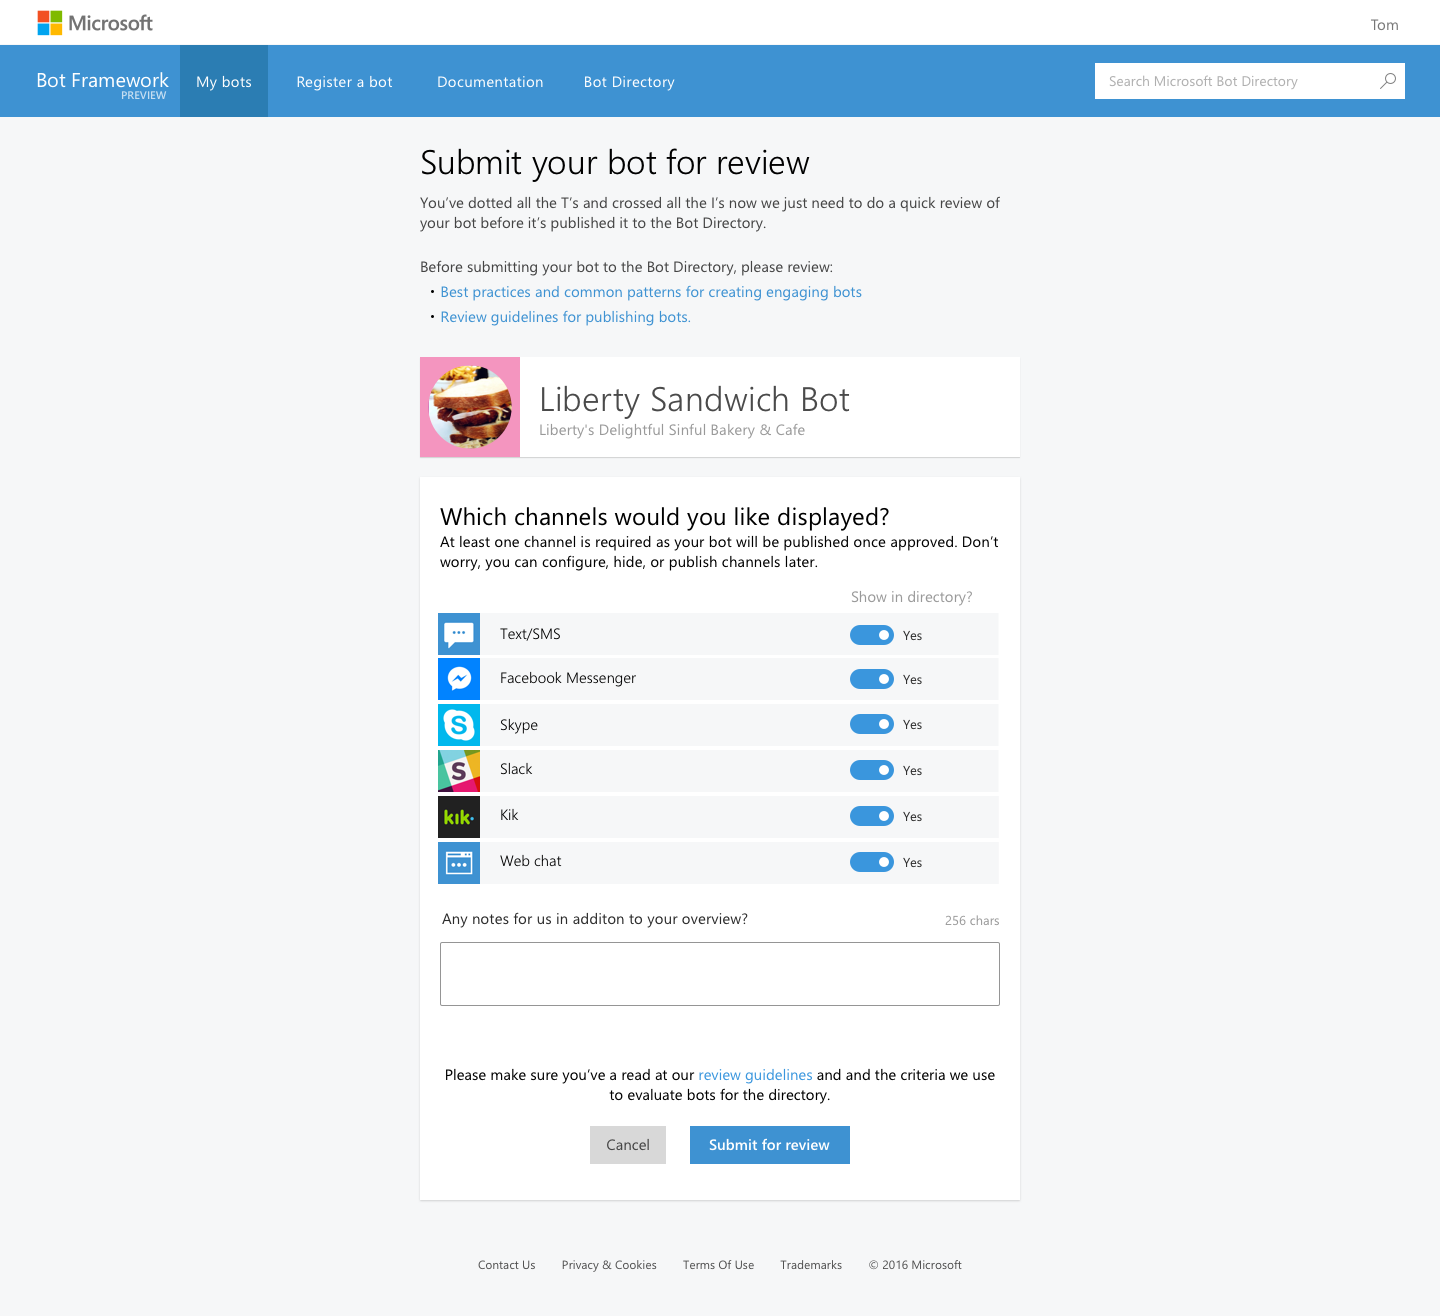 Microsoft
Tom
Bot Framework
PREVIEW
My bots
Register a bot
Documentation
Bot Directory
Search Microsoft Bot Directory
Submit your bot for review
You’ve dotted all the T’s and crossed all the I’s now we just need to do a quick review of
your bot before it’s published it to the Bot Directory.
Before submitting your bot to the Bot Directory, please review:
• Best practices and common patterns for creating engaging bots
• Review guidelines for publishing bots.
Liberty Sandwich Bot
Liberty's Delightful Sinful Bakery & Cafe
Which channels would you like displayed?
At least one channel is required as your bot will be published once approved. Don’t
worry, you can configure, hide, or publish channels later.
Show in directory?
Text/SMS
Yes
Facebook Messenger
Yes
S
Skype
Yes
S
Slack
Yes
kik
Kik
Yes
Web chat
Yes
Any notes for us in additon to your overview?
256 chars
Please make sure you’ve a read at our review guidelines and and the criteria we use
to evaluate bots for the directory.
Cancel
Submit for review
Contact Us
Privacy & Cookies
Terms Of Use
Trademarks
© 2016 Microsoft